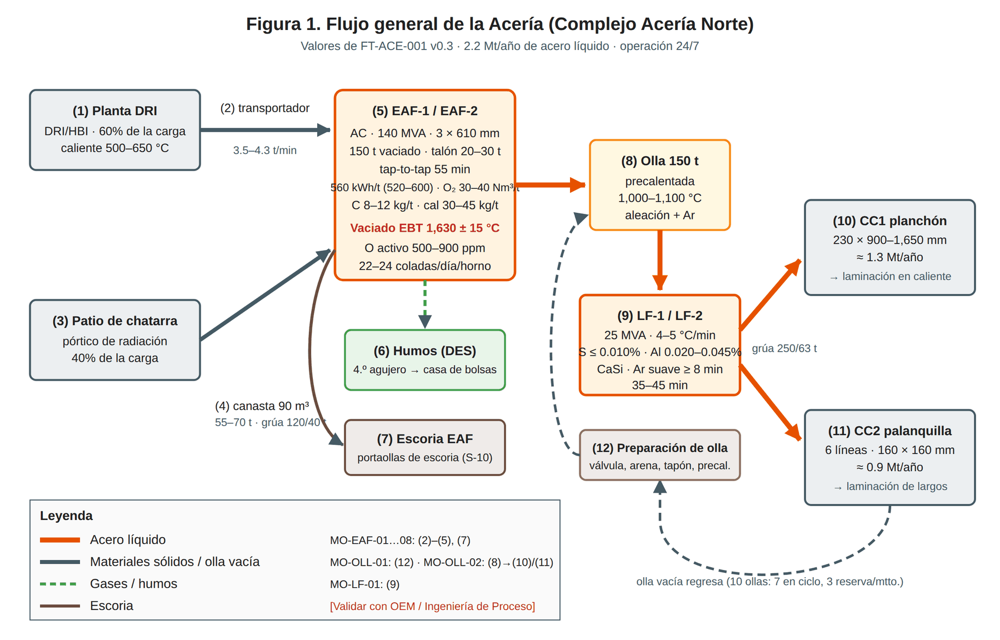 Figura 1. Flujo general de la Acería (Complejo Acería Norte)
Valores de FT-ACE-001 v0.3 · 2.2 Mt/año de acero líquido · operación 24/7
(1) Planta DRI
DRI/HBI · 60% de la carga
caliente 500–650 °C
(2) transportador
3.5–4.3 t/min
(3) Patio de chatarra
pórtico de radiación
40% de la carga
(4) canasta 90 m³
55–70 t · grúa 120/40 t
(5) EAF-1 / EAF-2
AC · 140 MVA · 3 × 610 mm
150 t vaciado · talón 20–30 t
tap-to-tap 55 min
560 kWh/t (520–600) · O₂ 30–40 Nm³/t
C 8–12 kg/t · cal 30–45 kg/t
Vaciado EBT 1,630 ± 15 °C
O activo 500–900 ppm
22–24 coladas/día/horno
(6) Humos (DES)
4.º agujero → casa de bolsas
(7) Escoria EAF
portaollas de escoria (S-10)
(8) Olla 150 t
precalentada
1,000–1,100 °C
aleación + Ar
(9) LF-1 / LF-2
25 MVA · 4–5 °C/min
S ≤ 0.010% · Al 0.020–0.045%
CaSi · Ar suave ≥ 8 min
35–45 min
grúa 250/63 t
(10) CC1 planchón
230 × 900–1,650 mm
≈ 1.3 Mt/año
→ laminación en caliente
(11) CC2 palanquilla
6 líneas · 160 × 160 mm
≈ 0.9 Mt/año
→ laminación de largos
(12) Preparación de olla
válvula, arena, tapón, precal.
olla vacía regresa (10 ollas: 7 en ciclo, 3 reserva/mtto.)
Leyenda
Acero líquido
Materiales sólidos / olla vacía
Gases / humos
Escoria
MO-EAF-01…08: (2)–(5), (7)
MO-OLL-01: (12) · MO-OLL-02: (8)→(10)/(11)
MO-LF-01: (9)
[Validar con OEM / Ingeniería de Proceso]